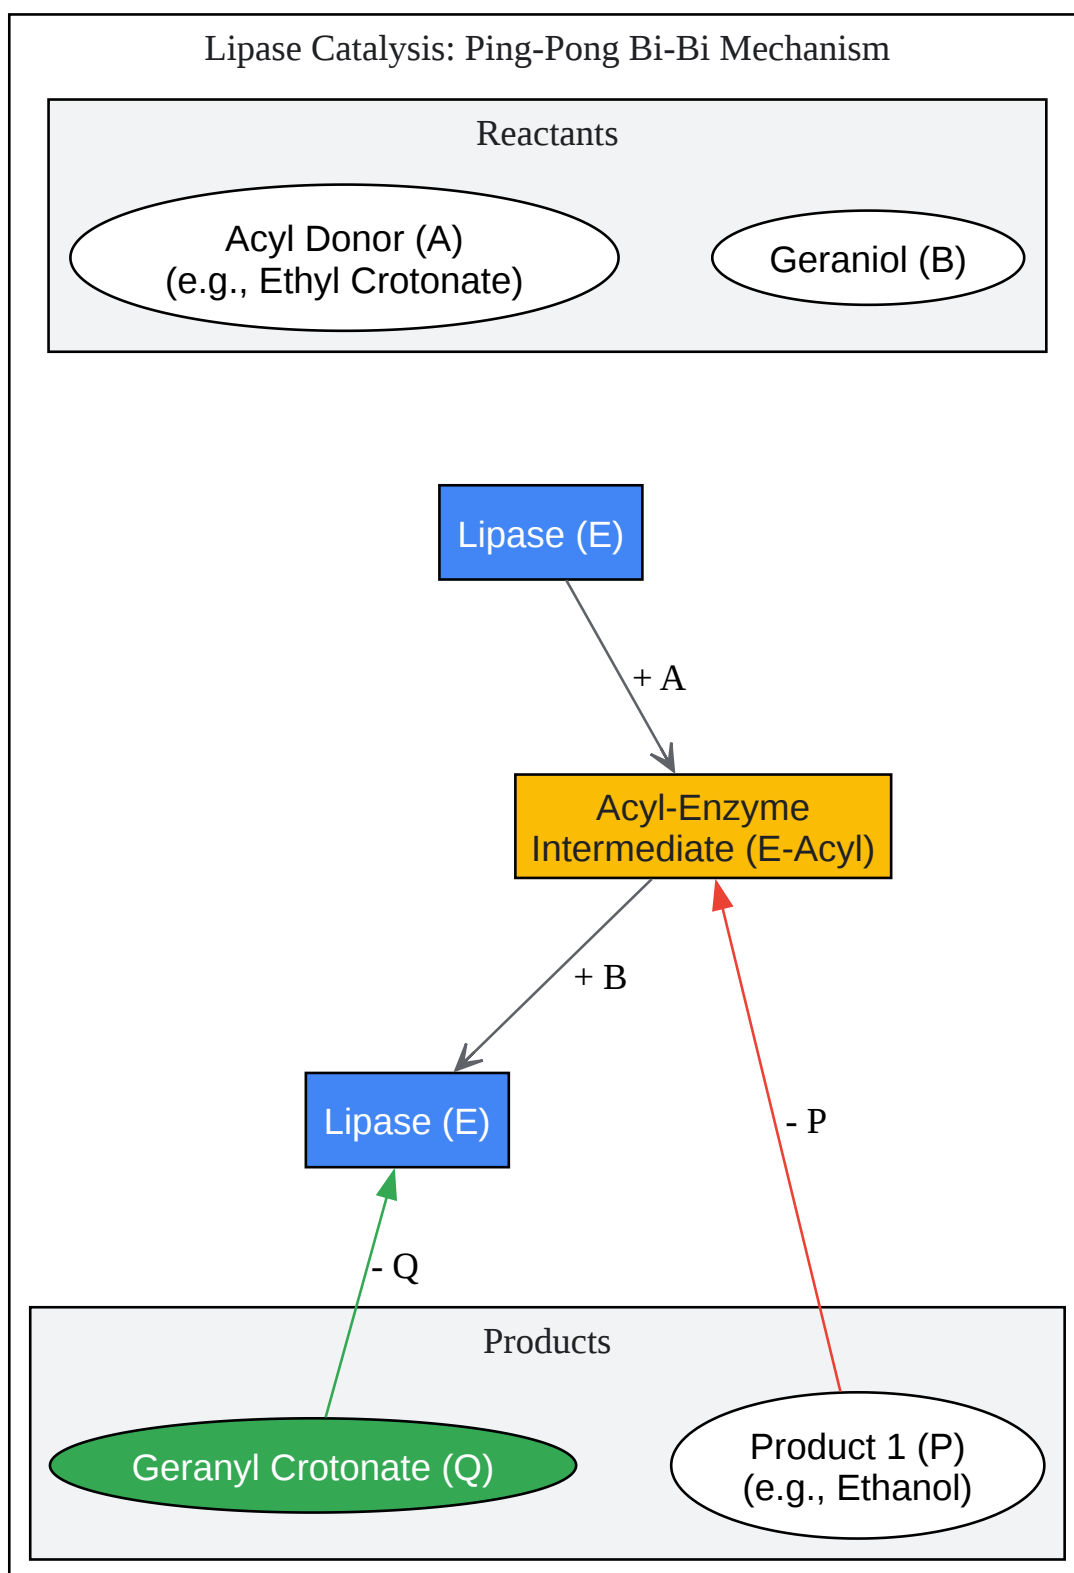 Lipase Catalysis: Ping-Pong Bi-Bi Mechanism
Reactants
Acyl Donor (A)
(e.g., Ethyl Crotonate)
Geraniol (B)
Lipase (E)
+ A
Acyl-Enzyme
Intermediate (E-Acyl)
+ B
Lipase (E)
- P
- Q
Products
Geranyl Crotonate (Q)
Product 1 (P)
(e.g., Ethanol)